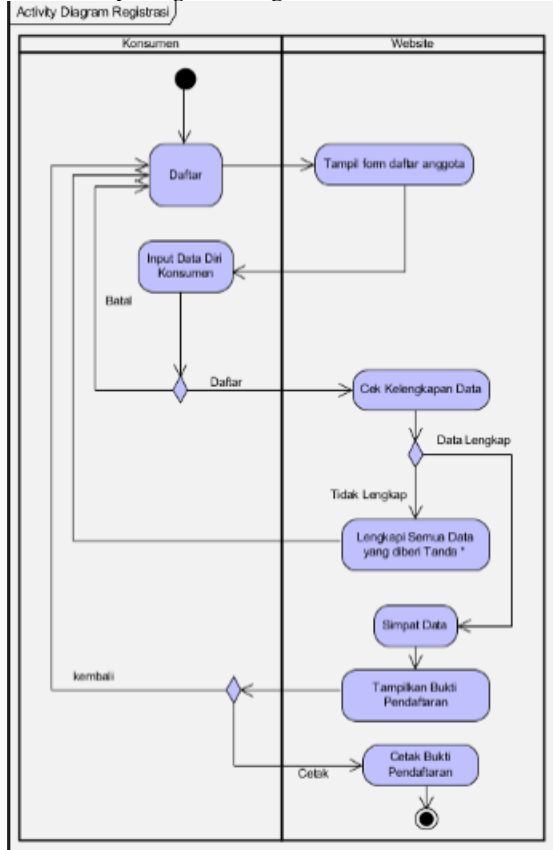 Activity Diagram Registrasi
Konsumen
Website
Daftar
Tampil form daftar anggota
Input Data Diri
Konsumen
Batal
Daftar
Cek Kelengkapan Data
Data Lengkap
Tidak Lengkap
Lengkapi Semua Data
yang diberi Tanda *
Simpat Data
kembali
Tampilkan Bukti
Pendaftaran
Cetak Bukti
Pendaftaran
Cetak